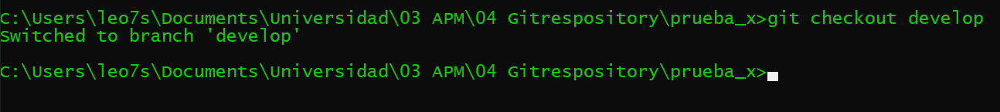 C:\Users\leo7s\Documents\Universidad\03 APM\04 Gitrespository\prueba_x>git checkout develop
Switched to branch 'develop'
C:\Users\leo7s\Documents\Universidad\03 APM\04 Gitrespository\prueba_x>